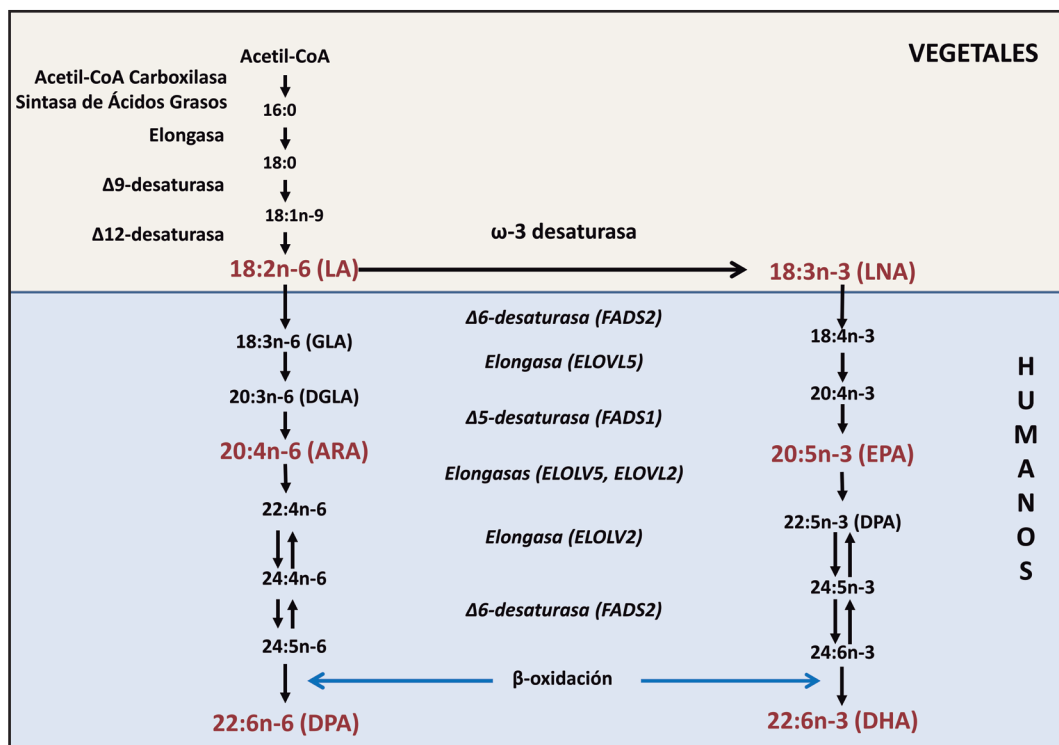 Acetil-CoA
VEGETALES
Acetil-CoA Carboxilasa
Sintasa de Ácidos Grasos
16:0
Elongasa
18:0
Δ9-desaturasa
18:1n-9
Δ12-desaturasa
ω-3 desaturasa
18:2n-6 (LA)
18:3n-3 (LNA)
Δ6-desaturasa (FADS2)
18:3n-6 (GLA)
18:4n-3
Elongasa (ELOVL5)
20:3n-6 (DGLA)
20:4n-3
Δ5-desaturasa (FADS1)
20:4n-6 (ARA)
20:5n-3 (EPA)
Elongasas (ELOLV5, ELOVL2)
22:4n-6
22:5n-3 (DPA)
Elongasa (ELOLV2)
24:4n-6
24:5n-3
Δ6-desaturasa (FADS2)
24:5n-6
24:6n-3
β-oxidación
22:6n-6 (DPA)
22:6n-3 (DHA)
HUMANOS